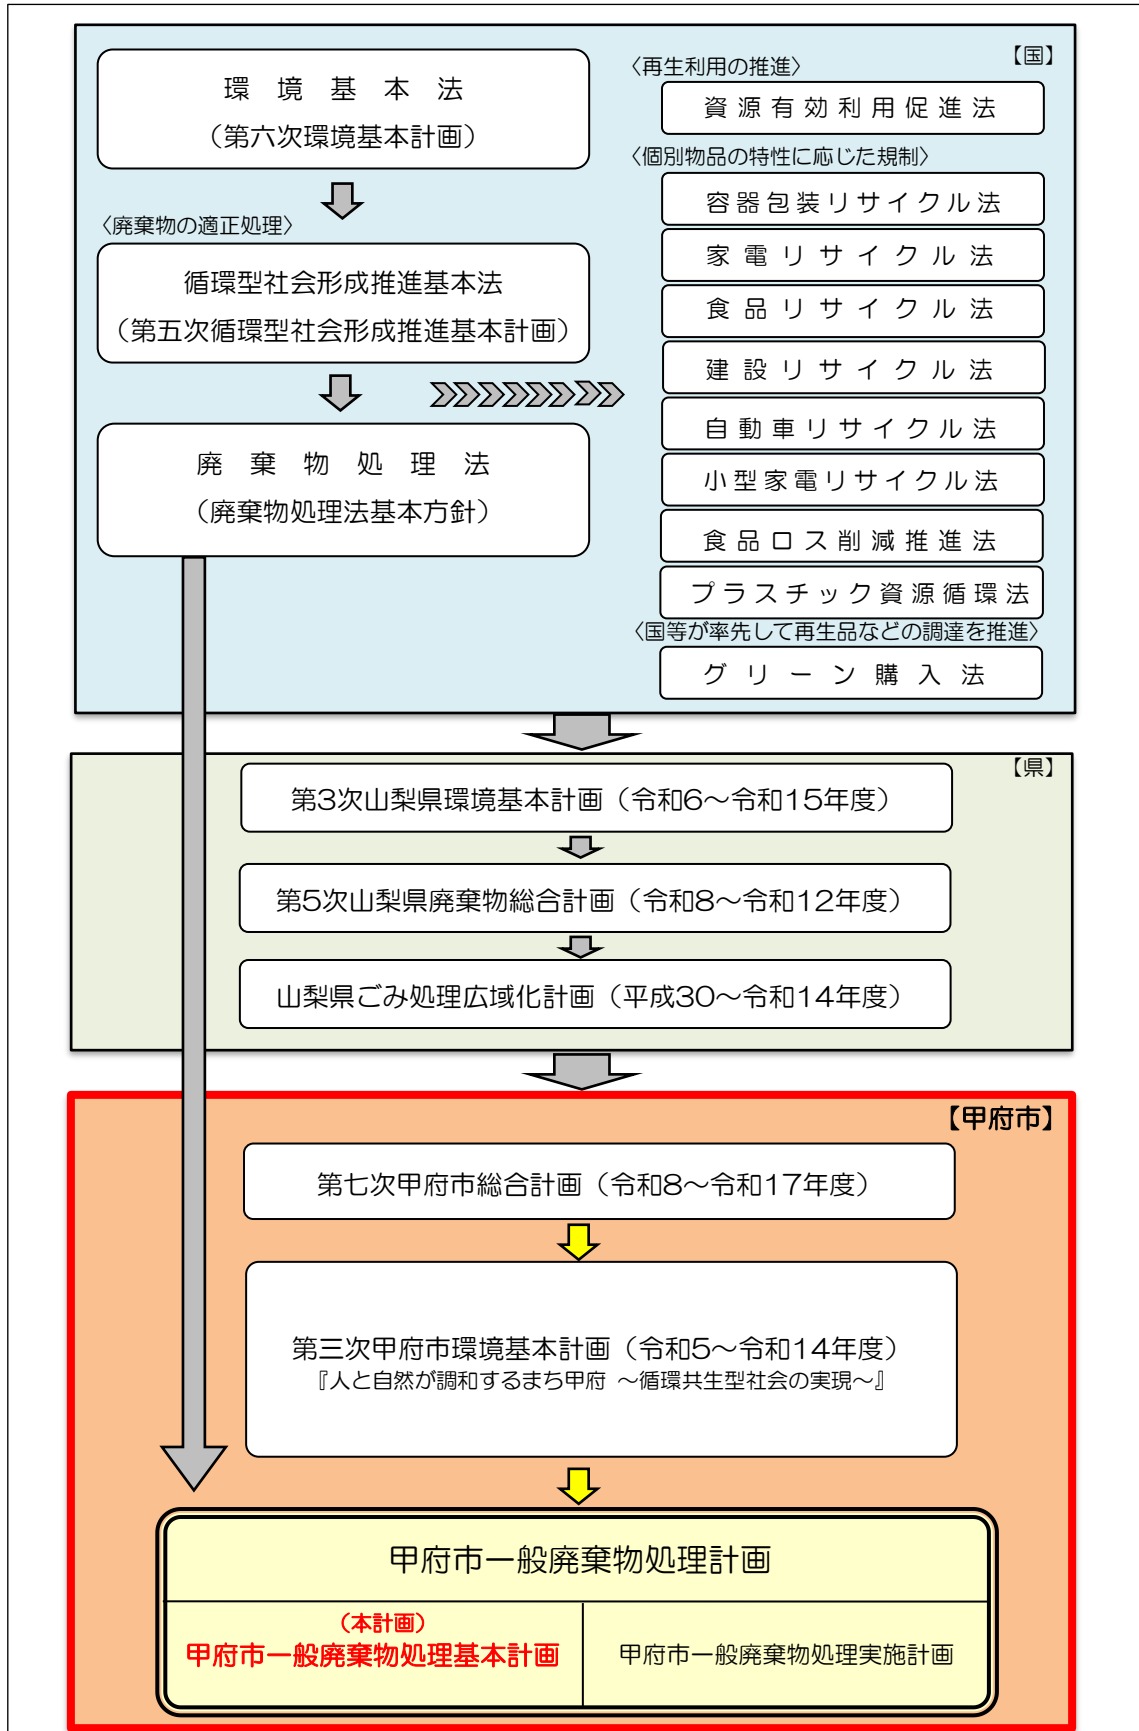 【国】
環境基本法
（第六次環境基本計画）
〈廃棄物の適正処理〉
循環型社会形成推進基本法
（第五次循環型社会形成推進基本計画）
廃棄物処理法
（廃棄物処理法基本方針）
〈再生利用の推進〉
資源有効利用促進法
〈個別物品の特性に応じた規制〉
容器包装リサイクル法
家電リサイクル法
食品リサイクル法
建設リサイクル法
自動車リサイクル法
小型家電リサイクル法
食品ロス削減推進法
プラスチック資源循環法
〈国等が率先して再生品などの調達を推進〉
グリーン購入法
【県】
第3次山梨県環境基本計画（令和6～令和15年度）
第5次山梨県廃棄物総合計画（令和8～令和12年度）
山梨県ごみ処理広域化計画（平成30～令和14年度）
【甲府市】
第七次甲府市総合計画（令和8～令和17年度）
第三次甲府市環境基本計画（令和5～令和14年度）
『人と自然が調和するまち甲府 ～循環共生型社会の実現～』
甲府市一般廃棄物処理計画
（本計画）
甲府市一般廃棄物処理基本計画
甲府市一般廃棄物処理実施計画